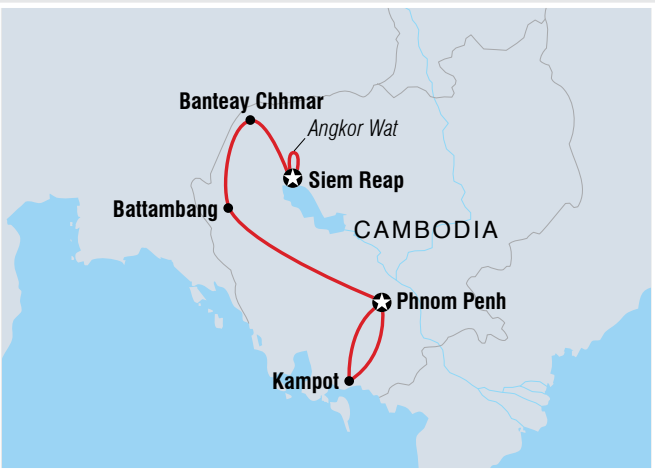 Banteay Chhmar
Angkor Wat
Siem Reap
Battambang
CAMBODIA
Phnom Penh
Kampot